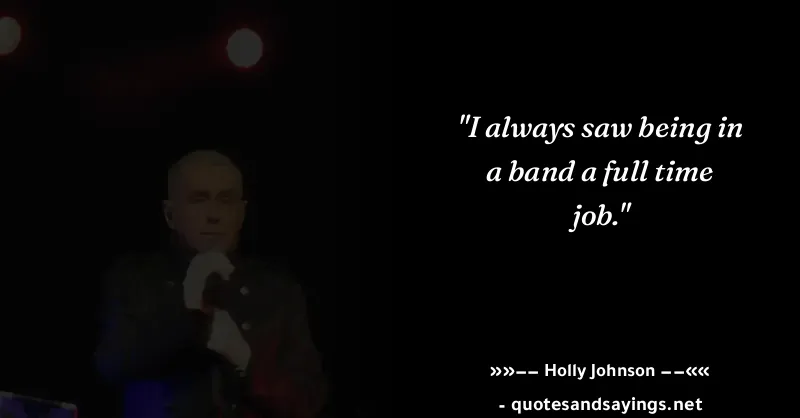 "I always saw being in
a band a full time
job."
»»−− Holly Johnson −−««
- quotesandsayings.net